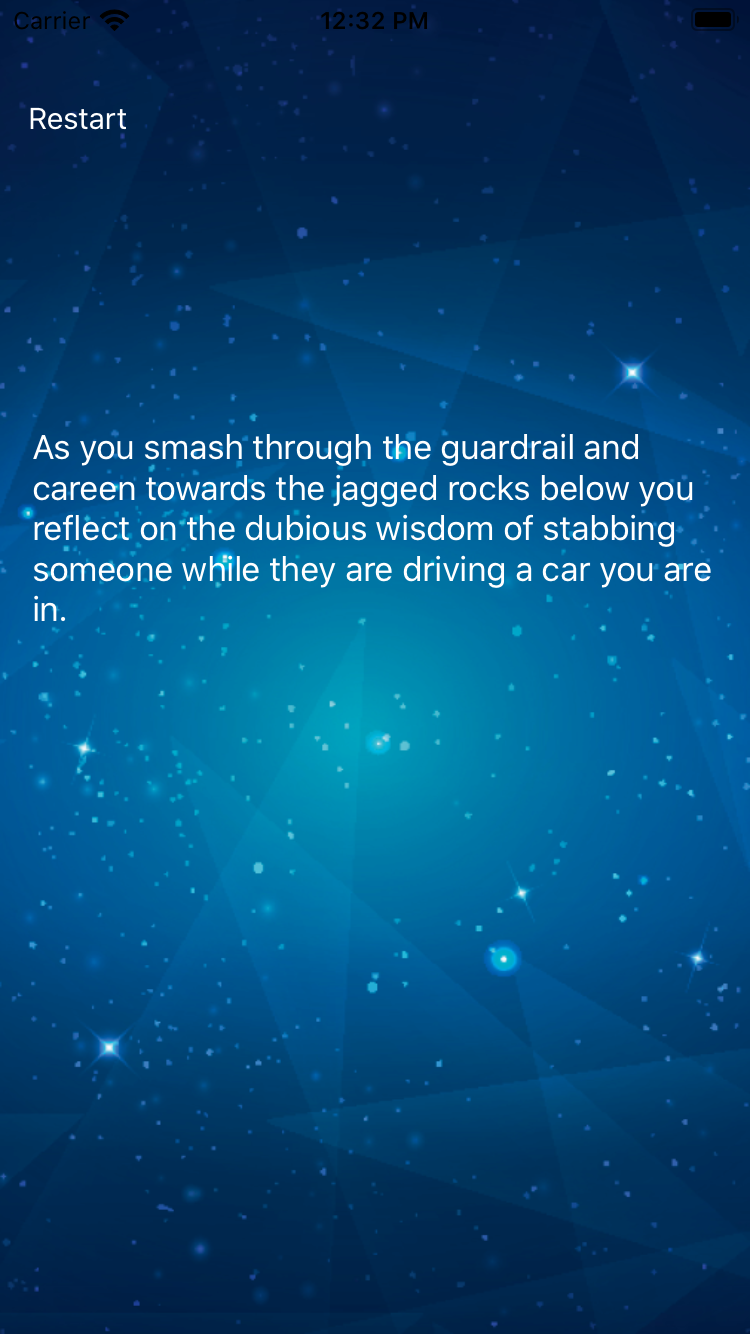 Carrier 12:32 PM
Restart
As you smash through the guardrail and
careen towards the jagged rocks below you
reflect on the dubious wisdom of stabbing
someone while they are driving a car you are
in.